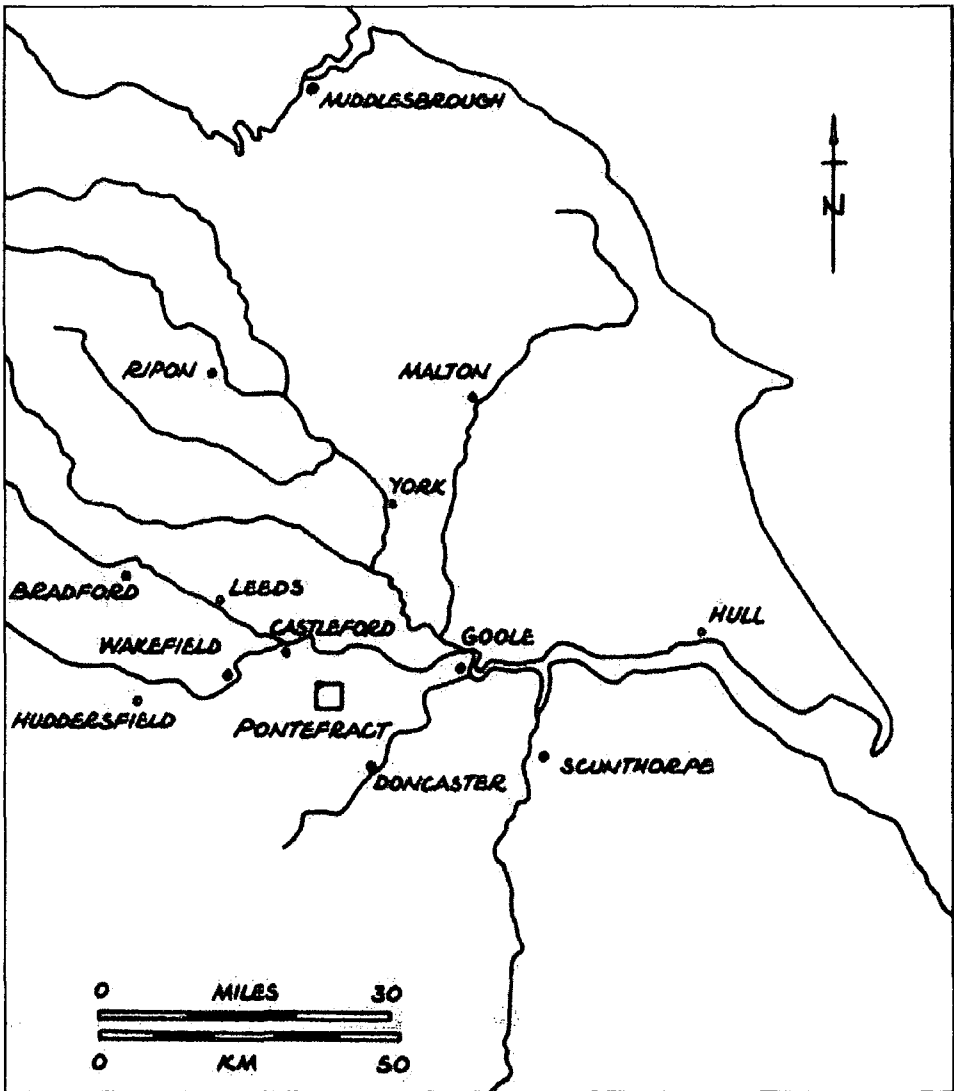 MIDDLESBROUGH
N
RIPON
MALTON
YORK
BRADFORD
LEEDS
HULL
WAKEFIELD
CASTLEFORD
GOOLE
HUDDERSFIELD
PONTEFRACT
DONCASTER
SCUNTHORPE
0 MILES 30
0 KM 50